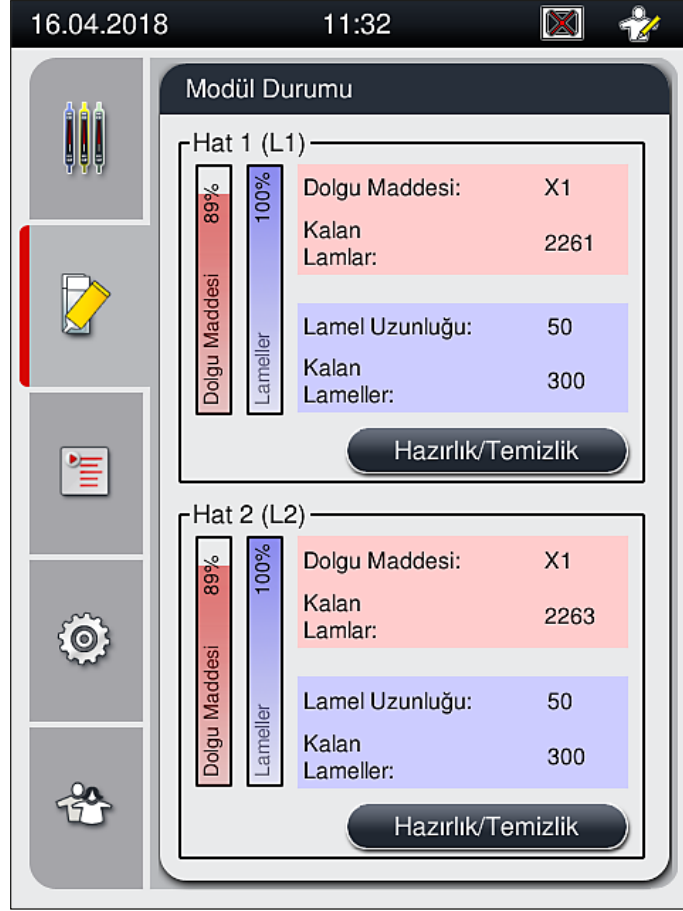 16.04.2018 11:32
Modül Durumu
Hat 1 (L1)
89%
Dolgu Maddesi
100%
Lameller
Dolgu Maddesi: X1
Kalan
Lamlar: 2261
Lamel Uzunluğu: 50
Kalan
Lameller: 300
Hazırlık/Temizlik
Hat 2 (L2)
89%
Dolgu Maddesi
100%
Lameller
Dolgu Maddesi: X1
Kalan
Lamlar: 2263
Lamel Uzunluğu: 50
Kalan
Lameller: 300
Hazırlık/Temizlik